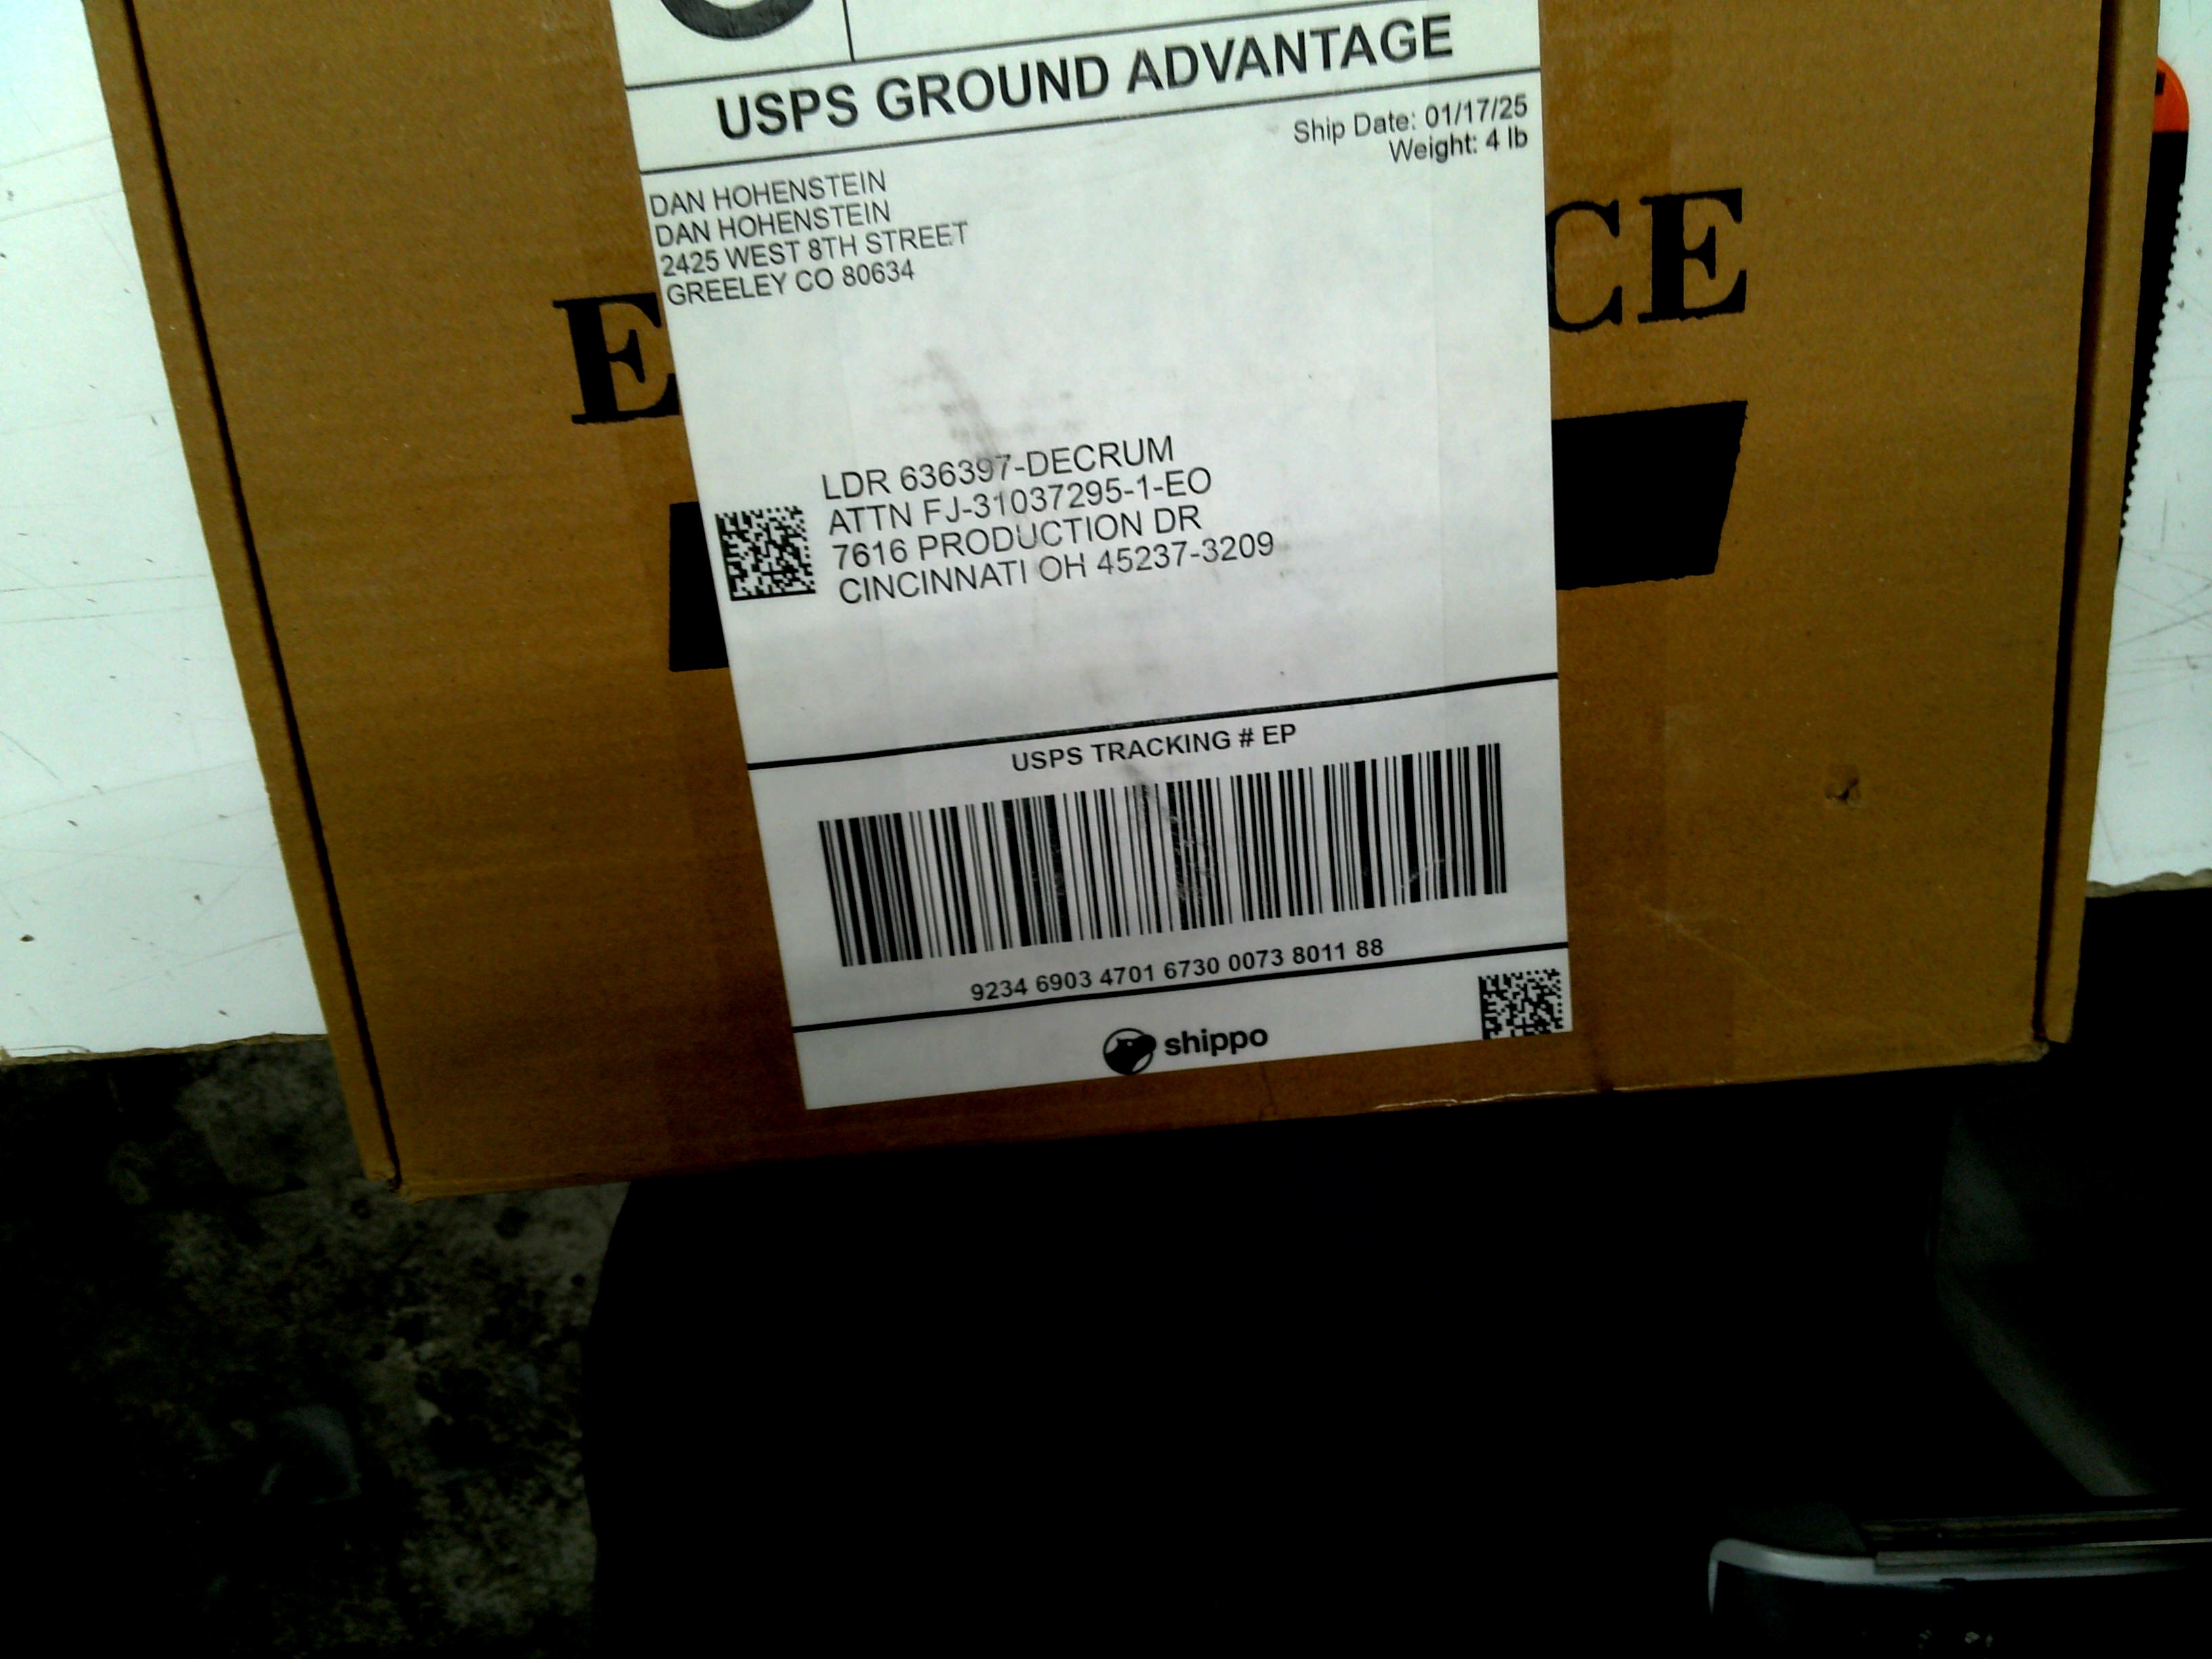 USPS GROUND ADVANTAGE
Ship Date: 01/17/25
Weight: 4 lb
DAN HOHENSTEIN
DAN HOHENSTEIN
2425 WEST 8TH STREET
GREELEY CO 80634
E CE
LDR 636397-DECRUM
ATTN FJ-31037295-1-EO
7616 PRODUCTION DR
CINCINNATI OH 45237-3209
USPS TRACKING # EP
9234 6903 4701 6730 0073 8011 88
shippo